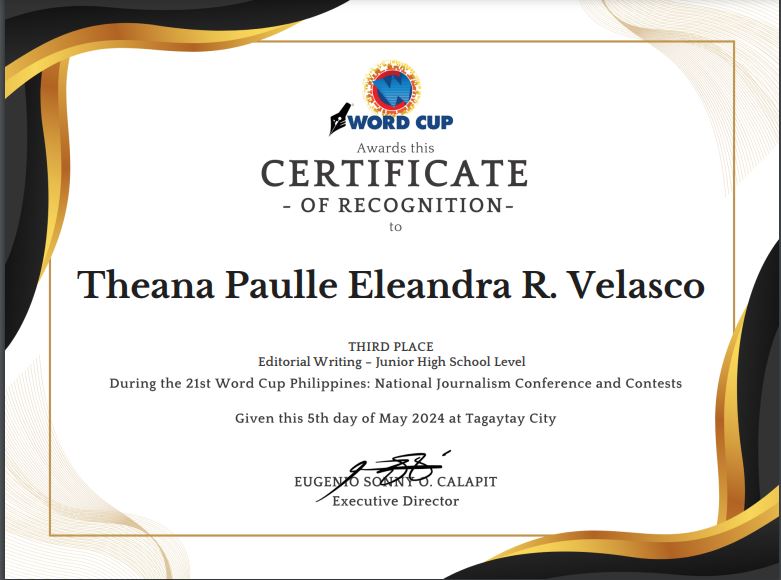 W
WORD CUP
Awards this
CERTIFICATE
- OF RECOGNITION-
to
Theana Paulle Eleandra R. Velasco
THIRD PLACE
Editorial Writing – Junior High School Level
During the 21st Word Cup Philippines: National Journalism Conference and Contests
Given this 5th day of May 2024 at Tagaytay City
EUGENIO SONNY O. CALAPIT
Executive Director